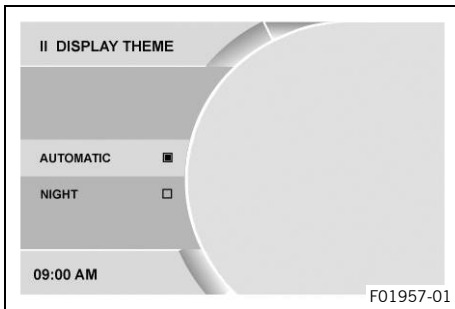 II DISPLAY THEME
AUTOMATIC
NIGHT
09:00 AM
F01957-01